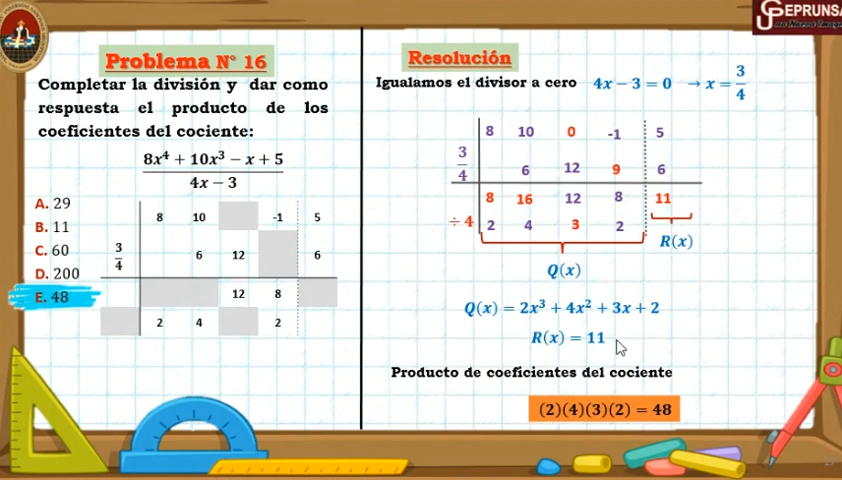 GEPRUNSA
Problema N° 16
Completar la división y dar como
respuesta el producto de los
coeficientes del cociente:
8x⁴ + 10x³ − x + 5
4x − 3
A. 29
B. 11
C. 60
D. 200
E. 48
8 10 -1 5
3/4 6 12 6
12 8
2 4 2
Resolución
Igualamos el divisor a cero 4x − 3 = 0 → x = 3/4
8 10 0 -1 5
3/4 6 12 9 6
8 16 12 8 11
÷ 4 2 4 3 2
R(x)
Q(x)
Q(x) = 2x³ + 4x² + 3x + 2
R(x) = 11
Producto de coeficientes del cociente
(2)(4)(3)(2) = 48